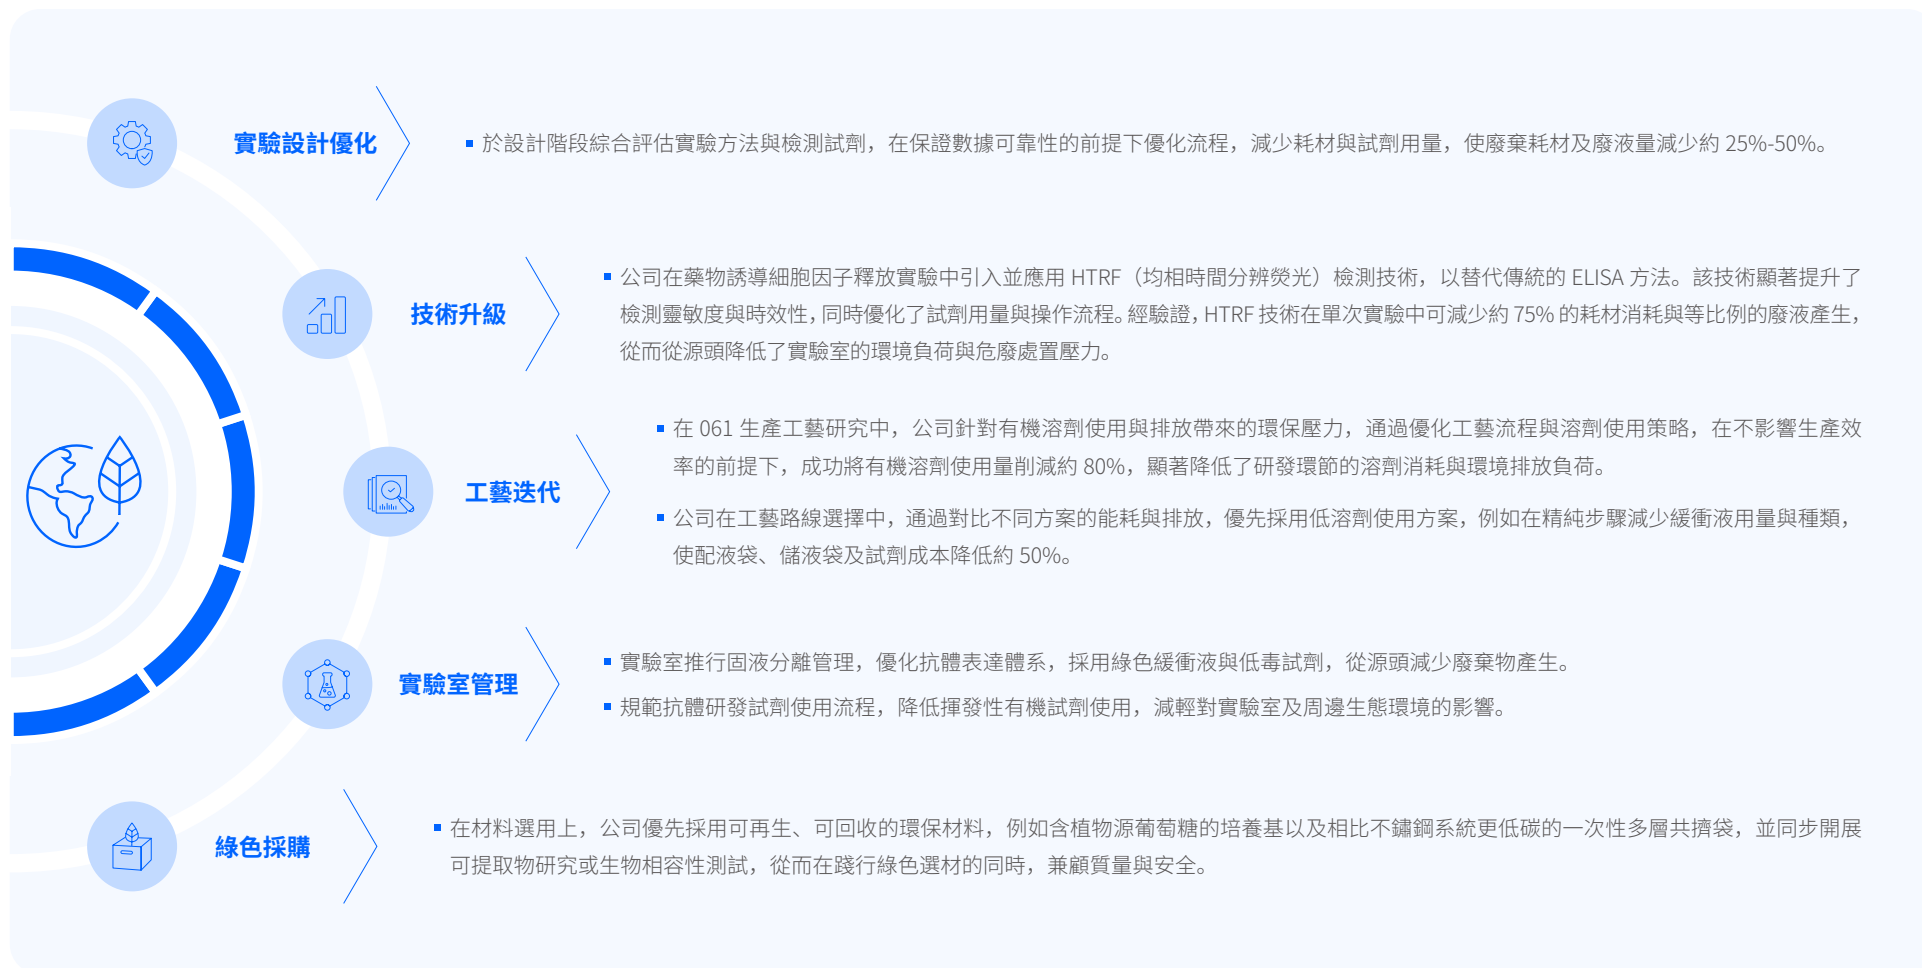 實驗設計優化
於設計階段綜合評估實驗方法與檢測試劑，在保證數據可靠性的前提下優化流程，減少耗材與試劑用量，使廢棄耗材及廢液量減少約 25%-50%。
技術升級
公司在藥物誘導細胞因子釋放實驗中引入並應用 HTRF（均相時間分辨熒光）檢測技術，以替代傳統的 ELISA 方法。該技術顯著提升了
檢測靈敏度與時效性，同時優化了試劑用量與操作流程。經驗證，HTRF 技術在單次實驗中可減少約 75% 的耗材消耗與等比例的廢液產生，
從而從源頭降低了實驗室的環境負荷與危廢處置壓力。
工藝迭代
在 061 生產工藝研究中，公司針對有機溶劑使用與排放帶來的環保壓力，通過優化工藝流程與溶劑使用策略，在不影響生產效
率的前提下，成功將有機溶劑使用量削減約 80%，顯著降低了研發環節的溶劑消耗與環境排放負荷。
公司在工藝路線選擇中，通過對比不同方案的能耗與排放，優先採用低溶劑使用方案，例如在精純步驟減少緩衝液用量與種類，
使配液袋、儲液袋及試劑成本降低約 50%。
實驗室管理
實驗室推行固液分離管理，優化抗體表達體系，採用綠色緩衝液與低毒試劑，從源頭減少廢棄物產生。
規範抗體研發試劑使用流程，降低揮發性有機試劑使用，減輕對實驗室及周邊生態環境的影響。
綠色採購
在材料選用上，公司優先採用可再生、可回收的環保材料，例如含植物源葡萄糖的培養基以及相比不鏽鋼系統更低碳的一次性多層共擠袋，並同步開展
可提取物研究或生物相容性測試，從而在踐行綠色選材的同時，兼顧質量與安全。